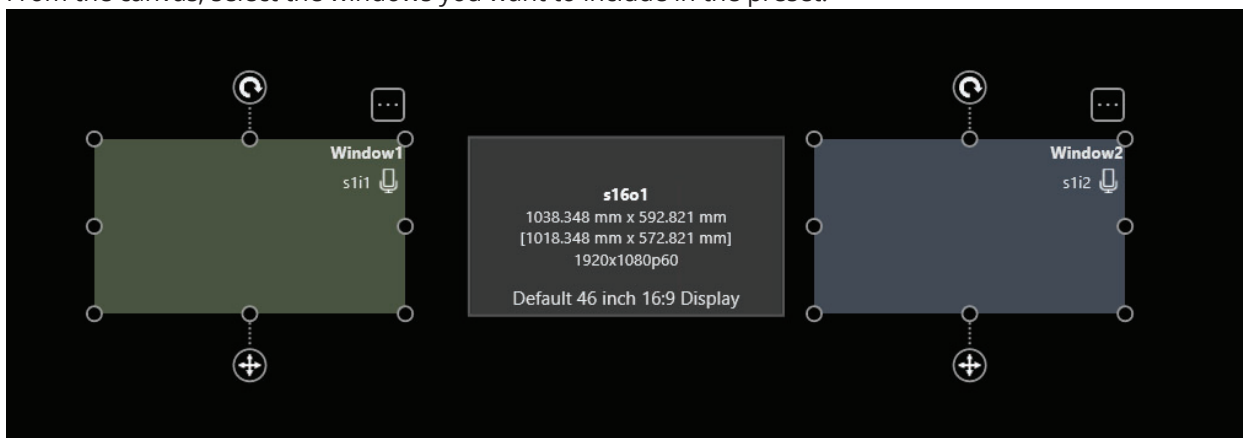 From the canvas, select the windows you want to include in the preset.
Window1
s1i1
s16o1
1038.348 mm x 592.821 mm
[1018.348 mm x 572.821 mm]
1920x1080p60
Default 46 inch 16:9 Display
Window2
s1i2